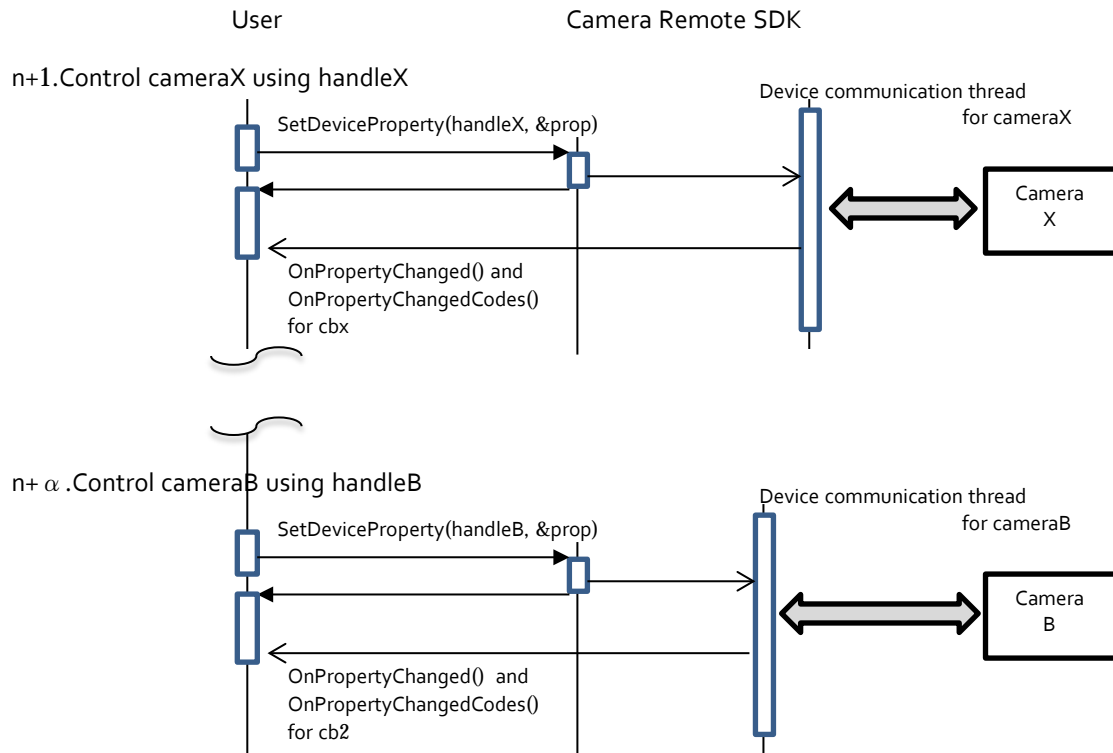 User
Camera Remote SDK
n+1.Control cameraX using handleX
Device communication thread
for cameraX
SetDeviceProperty(handleX, &prop)
Camera
X
OnPropertyChanged() and
OnPropertyChangedCodes()
for cbx
n+ α .Control cameraB using handleB
Device communication thread
for cameraB
SetDeviceProperty(handleB, &prop)
Camera
B
OnPropertyChanged() and
OnPropertyChangedCodes()
for cb2